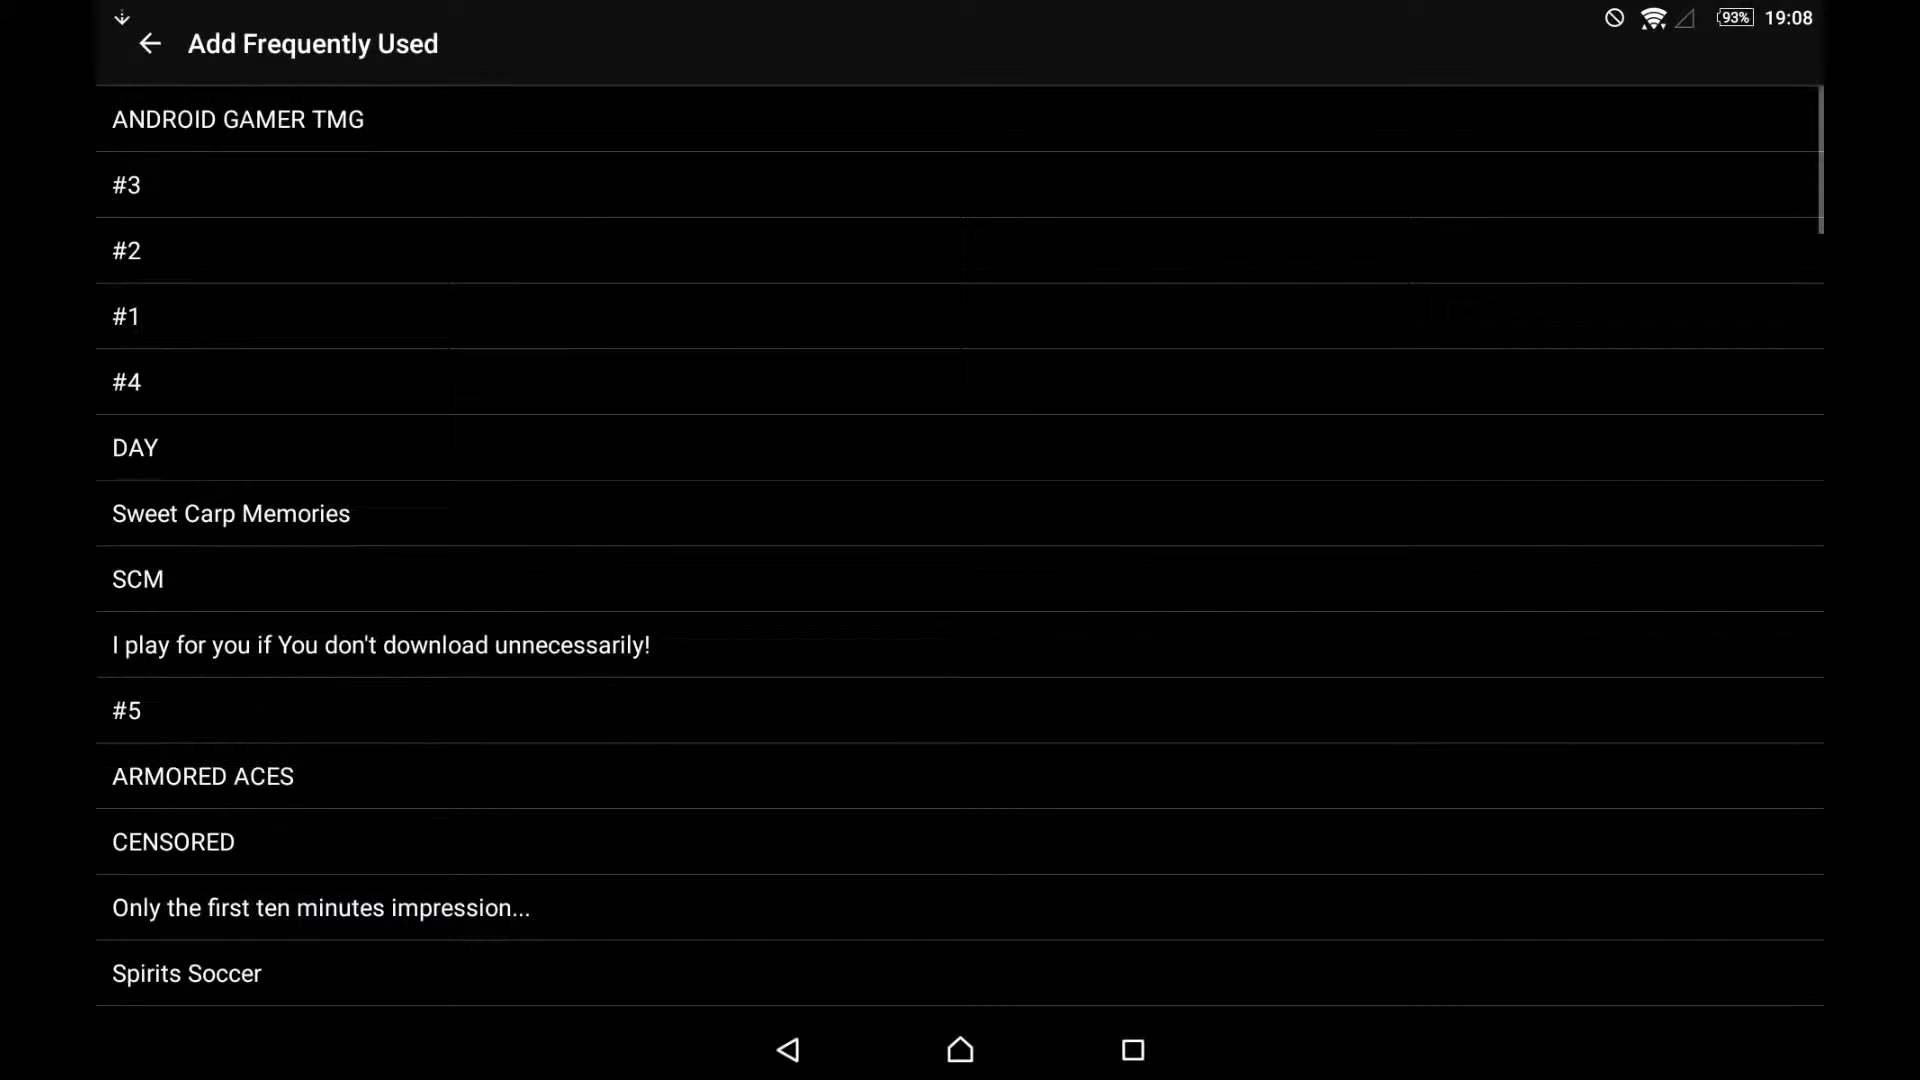 93%
19:08
Add Frequently Used
ANDROID GAMER TMG
#3
#2
#1
#4
DAY
Sweet Carp Memories
SCM
I play for you if You don't download unnecessarily!
#5
ARMORED ACES
CENSORED
Only the first ten minutes impression...
Spirits Soccer